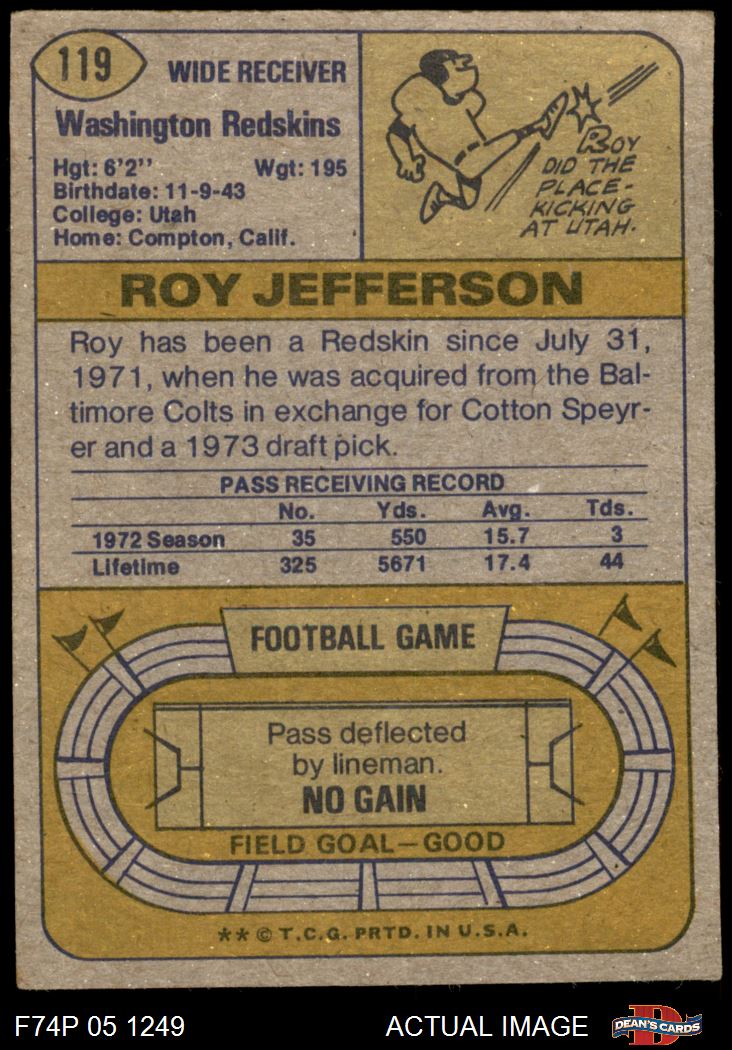 119
WIDE RECEIVER
Washington Redskins
Hgt: 6'2'' Wgt: 195
Birthdate: 11-9-43
College: Utah
Home: Compton, Calif.
ROY
DID THE
PLACE-
KICKING
AT UTAH.
ROY JEFFERSON
Roy has been a Redskin since July 31,
1971, when he was acquired from the Bal-
timore Colts in exchange for Cotton Speyr-
er and a 1973 draft pick.
PASS RECEIVING RECORD
No. Yds. Avg. Tds.
1972 Season 35 550 15.7 3
Lifetime 325 5671 17.4 44
FOOTBALL GAME
Pass deflected
by lineman.
NO GAIN
FIELD GOAL—GOOD
** © T.C.G. PRTD. IN U.S.A.
F74P 05 1249 ACTUAL IMAGE
D
DEAN'S CARDS